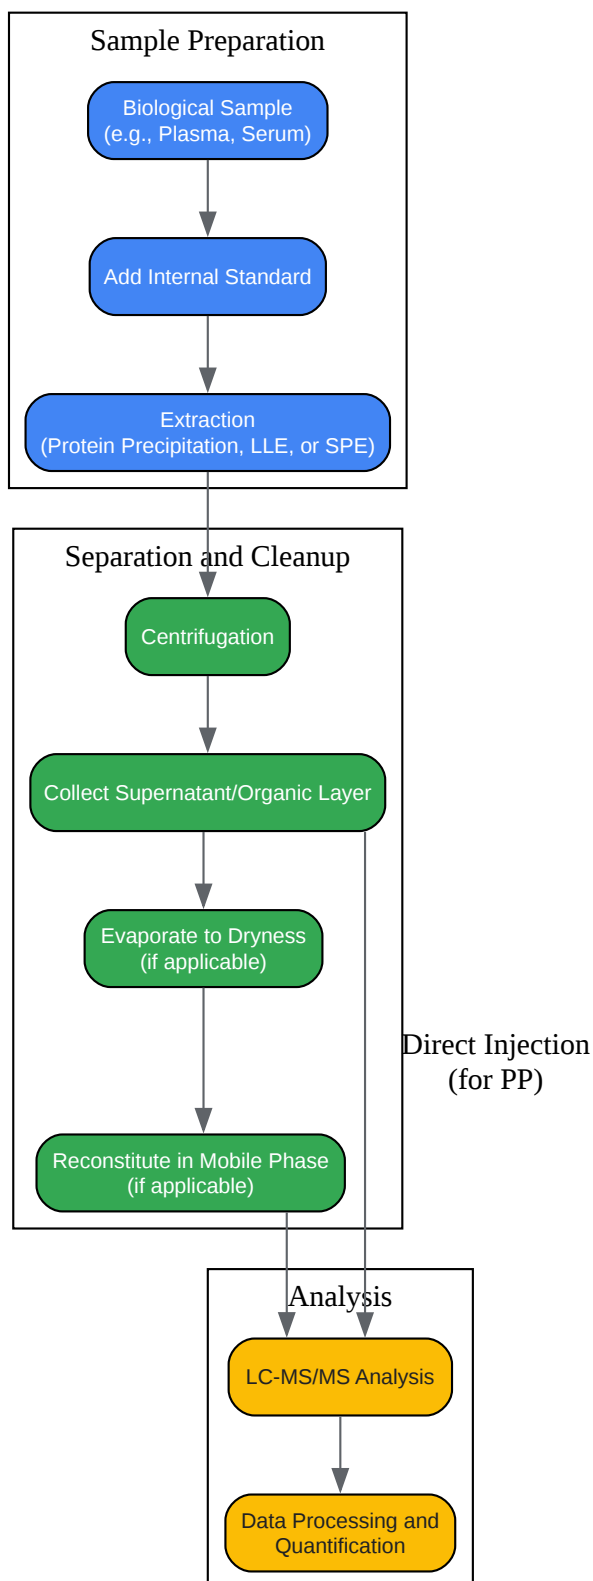 Sample Preparation
Biological Sample
(e.g., Plasma, Serum)
Add Internal Standard
Extraction
(Protein Precipitation, LLE, or SPE)
Separation and Cleanup
Centrifugation
Collect Supernatant/Organic Layer
Evaporate to Dryness
(if applicable)
Direct Injection
(for PP)
Reconstitute in Mobile Phase
(if applicable)
Analysis
LC-MS/MS Analysis
Data Processing and
Quantification